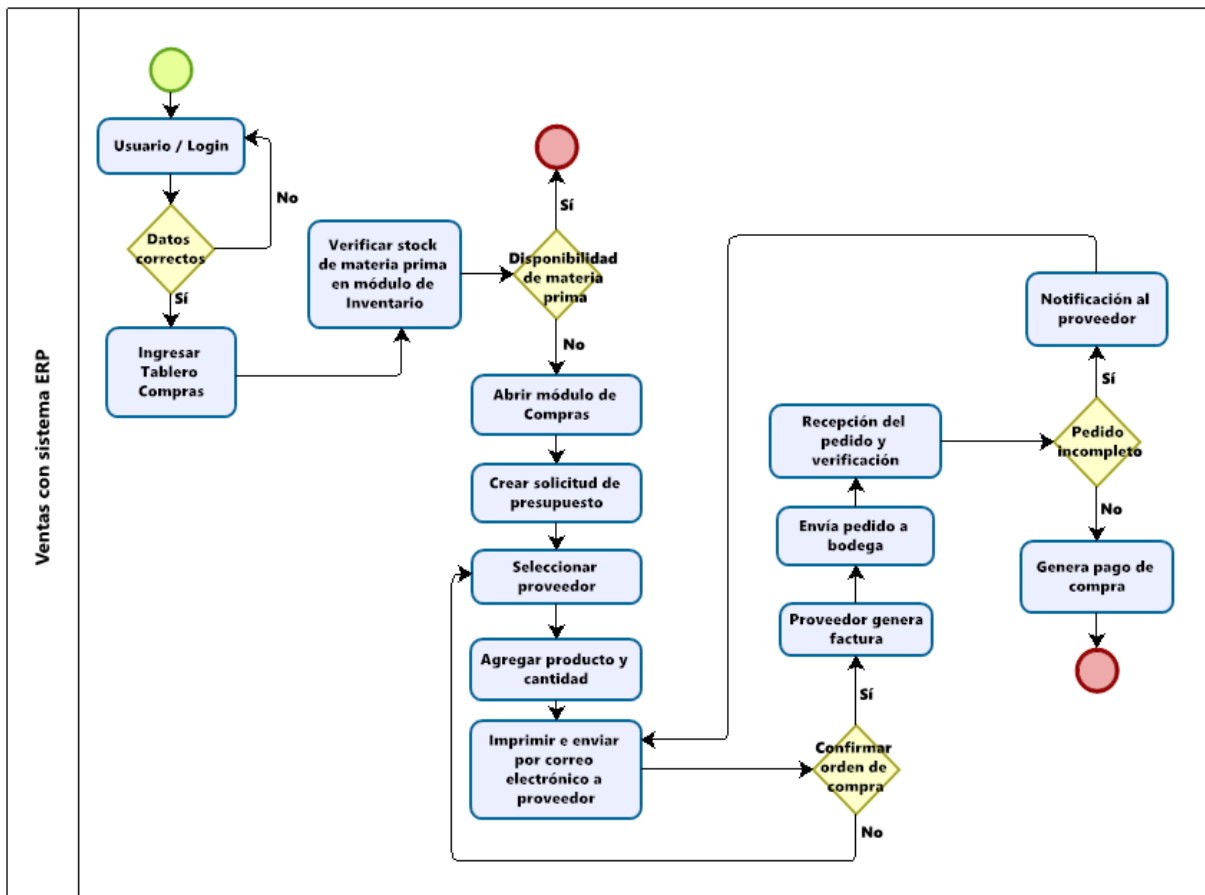 Ventas con sistema ERP
Usuario / Login
No
Datos
correctos
Sí
Ingresar
Tablero
Compras
Verificar stock
de materia prima
en módulo de
Inventario
Sí
Disponibilidad
de materia
prima
No
Abrir módulo de
Compras
Crear solicitud de
presupuesto
Seleccionar
proveedor
Agregar producto y
cantidad
Imprimir e enviar
por correo
electrónico a
proveedor
Confirmar
orden de
compra
No
Sí
Proveedor genera
factura
Envía pedido a
bodega
Recepción del
pedido y
verificación
Pedido
incompleto
Sí
Notificación al
proveedor
No
Genera pago de
compra